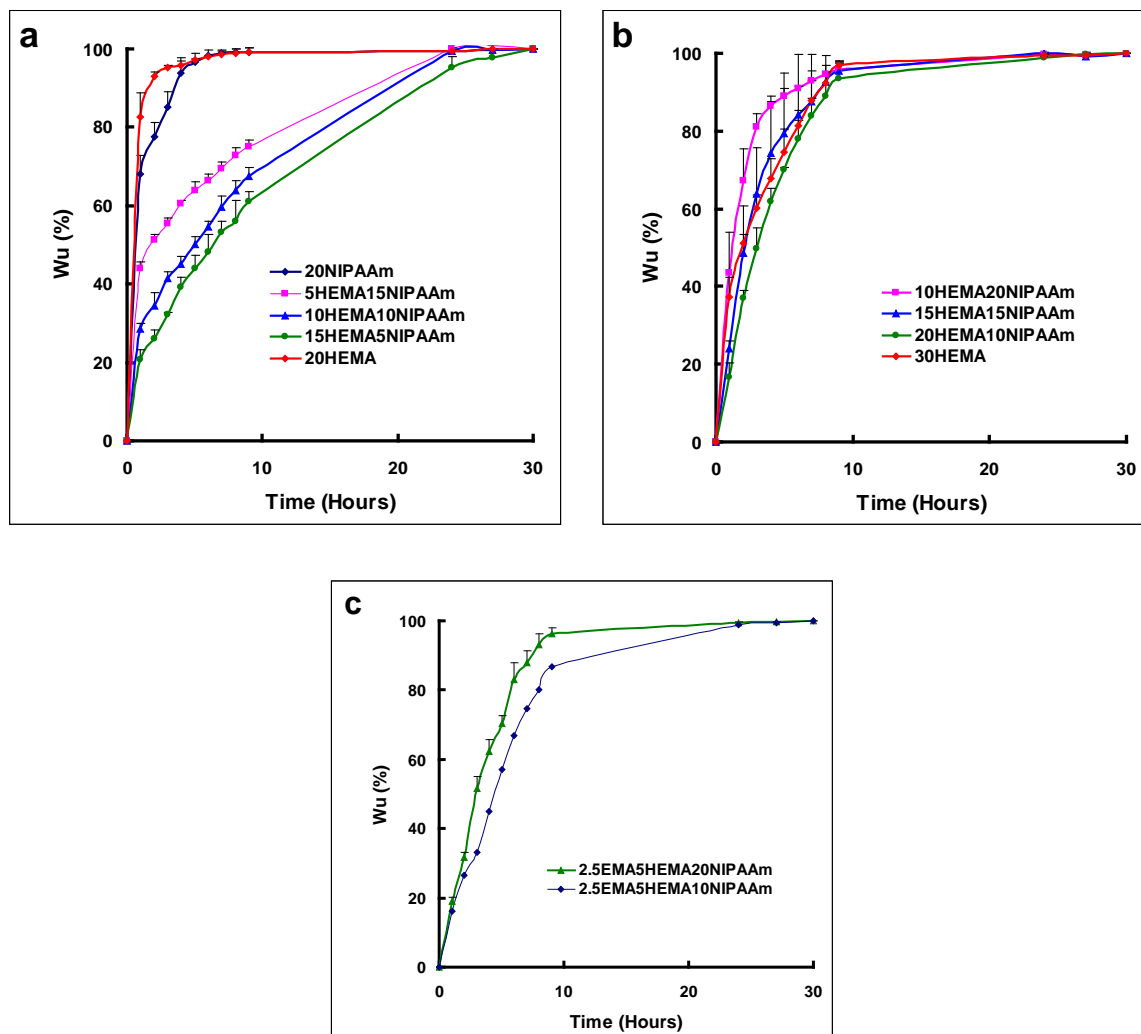 a
100
80
60
40
20
0
Wu (%)
20NIPAAm
5HEMA15NIPAAm
10HEMA10NIPAAm
15HEMA5NIPAAm
20HEMA
0 10 20 30
Time (Hours)
b
100
80
60
40
20
0
Wu (%)
10HEMA20NIPAAm
15HEMA15NIPAAm
20HEMA10NIPAAm
30HEMA
0 10 20 30
Time (Hours)
c
100
80
60
40
20
0
Wu (%)
2.5EMA5HEMA20NIPAAm
2.5EMA5HEMA10NIPAAm
0 10 20 30
Time (Hours)